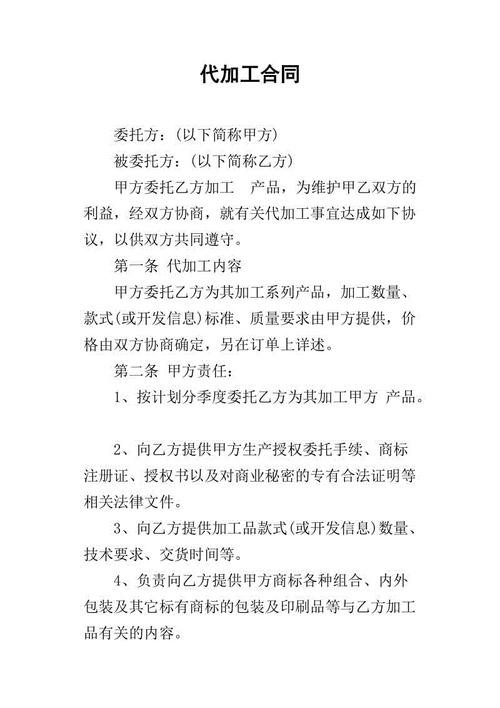 代加工合同
委托方：(以下简称甲方)
被委托方：(以下简称乙方)
甲方委托乙方加工　产品，为维护甲乙双方的
利益，经双方协商，就有关代加工事宜达成如下协
议，以供双方共同遵守。
第一条 代加工内容
甲方委托乙方为其加工系列产品，加工数量、
款式(或开发信息)标准、质量要求由甲方提供，价
格由双方协商确定，另在订单上详述。
第二条 甲方责任：
1、按计划分季度委托乙方为其加工甲方 产品。
2、向乙方提供甲方生产授权委托手续、商标
注册证、授权书以及对商业秘密的专有合法证明等
相关法律文件。
3、向乙方提供加工品款式(或开发信息)数量、
技术要求、交货时间等。
4、负责向乙方提供甲方商标各种组合、内外
包装及其它标有商标的包装及印刷品等与乙方加工
品有关的内容。